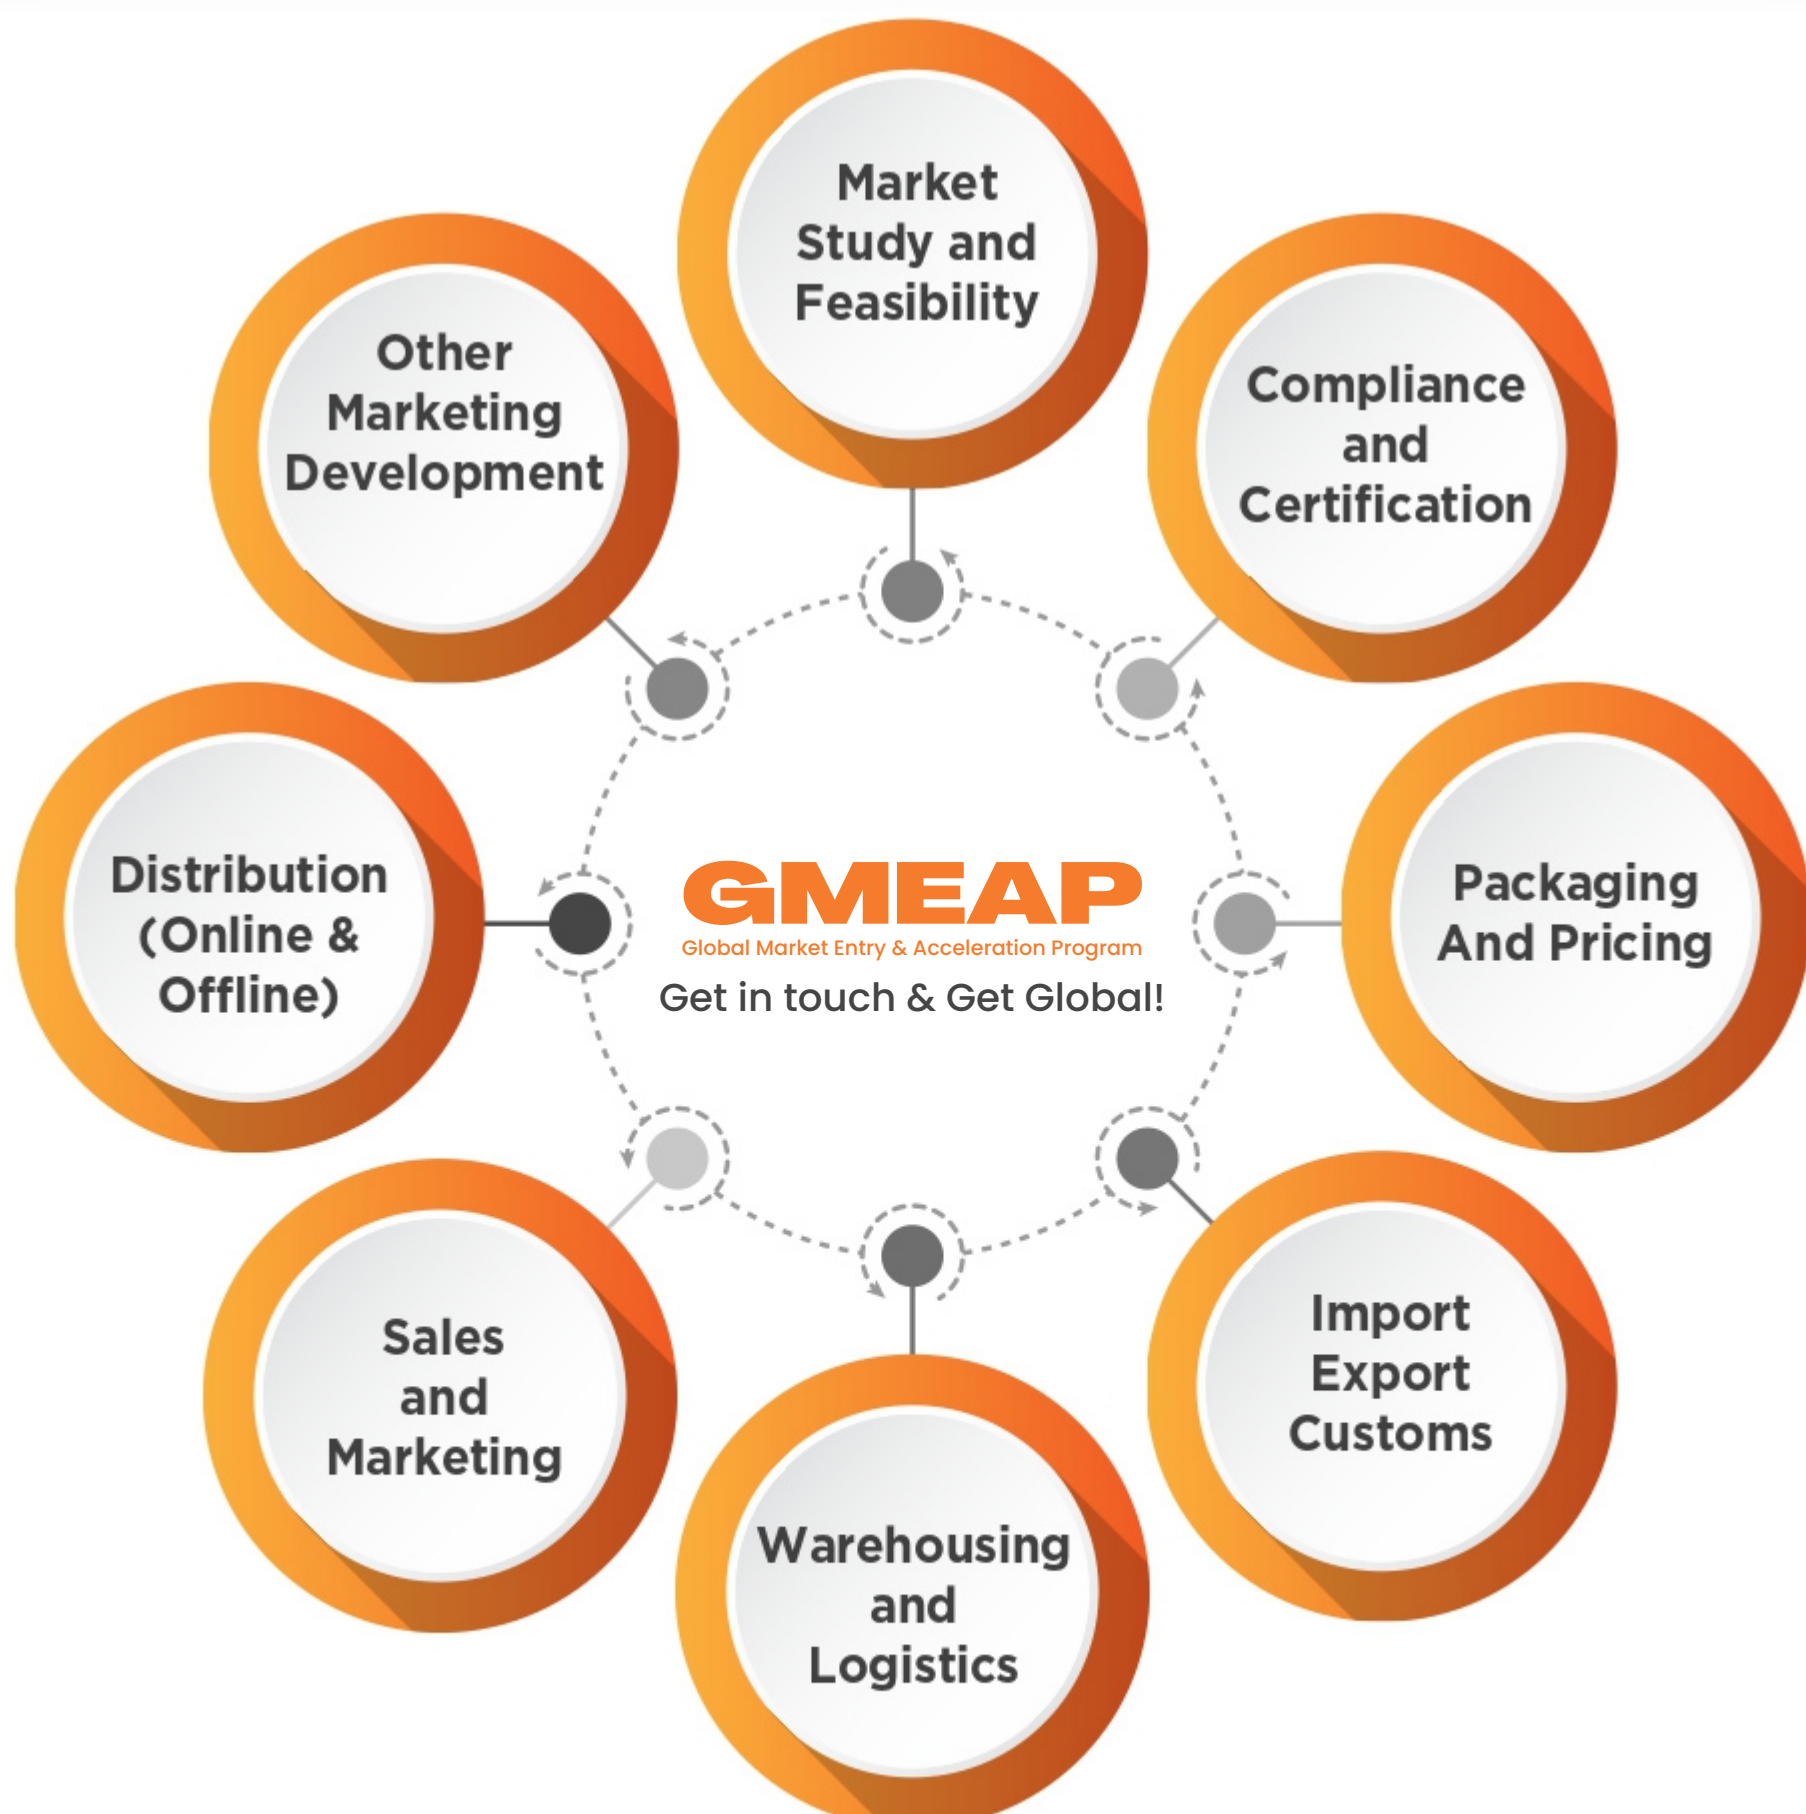 Market
Study and
Feasibility
Compliance
and
Certification
Packaging
And Pricing
Import
Export
Customs
Warehousing
and
Logistics
Sales
and
Marketing
Distribution
(Online &
Offline)
Other
Marketing
Development
GMEAP
Global Market Entry & Acceleration Program
Get in touch & Get Global!